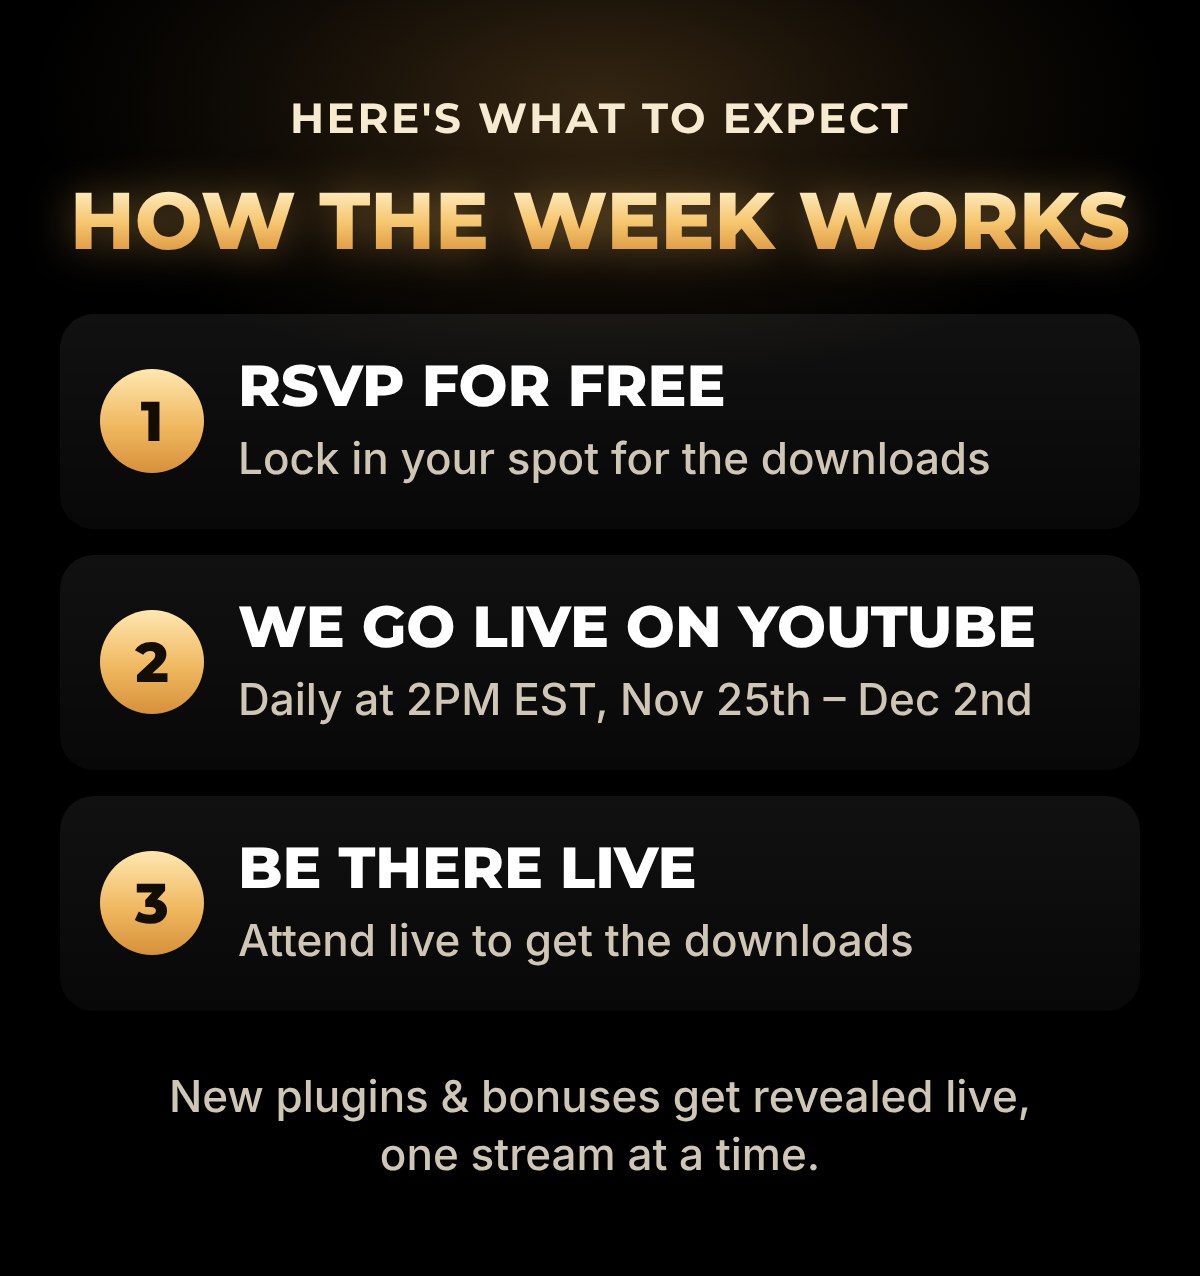 HERE'S WHAT TO EXPECT
HOW THE WEEK WORKS
1
RSVP FOR FREE
Lock in your spot for the downloads
2
WE GO LIVE ON YOUTUBE
Daily at 2PM EST, Nov 25th – Dec 2nd
3
BE THERE LIVE
Attend live to get the downloads
New plugins & bonuses get revealed live,
one stream at a time.